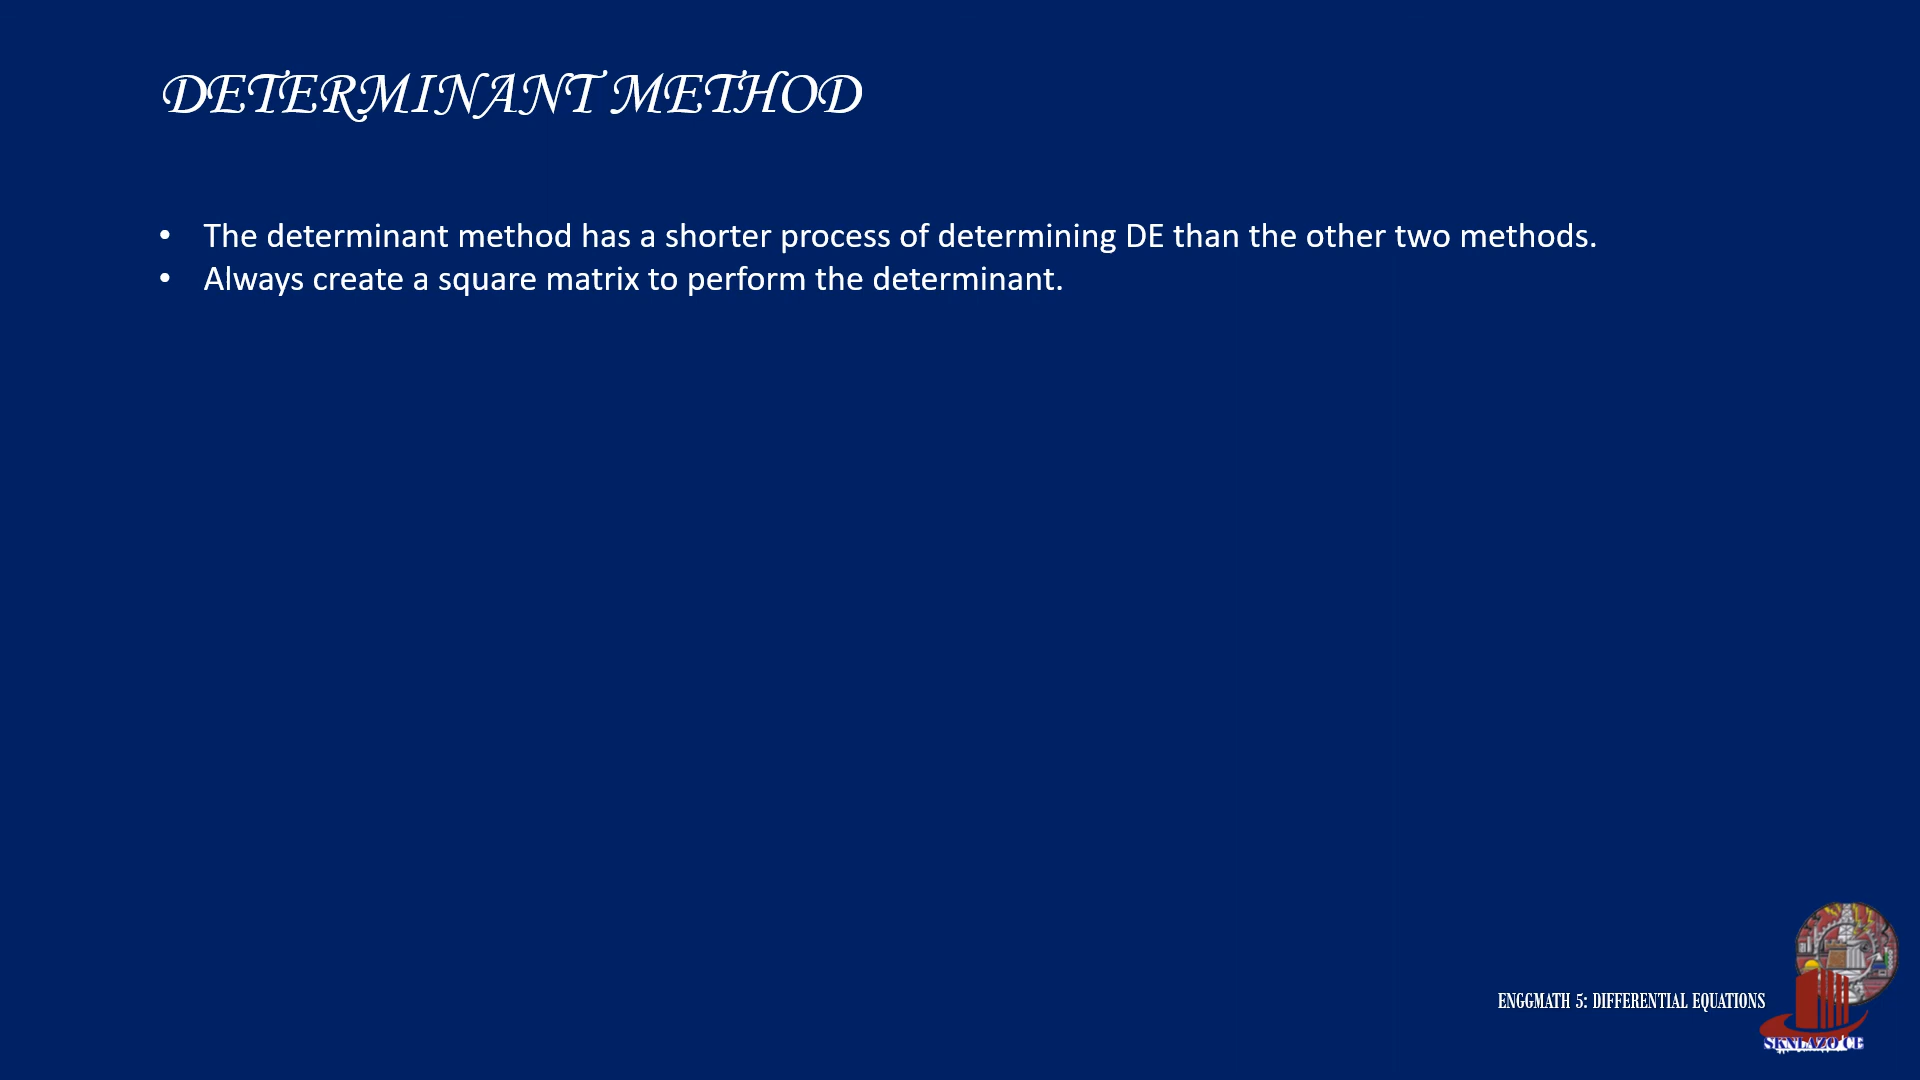 DETERMINANT METHOD
• The determinant method has a shorter process of determining DE than the other two methods.
• Always create a square matrix to perform the determinant.
ENGGMATH 5: DIFFERENTIAL EQUATIONS